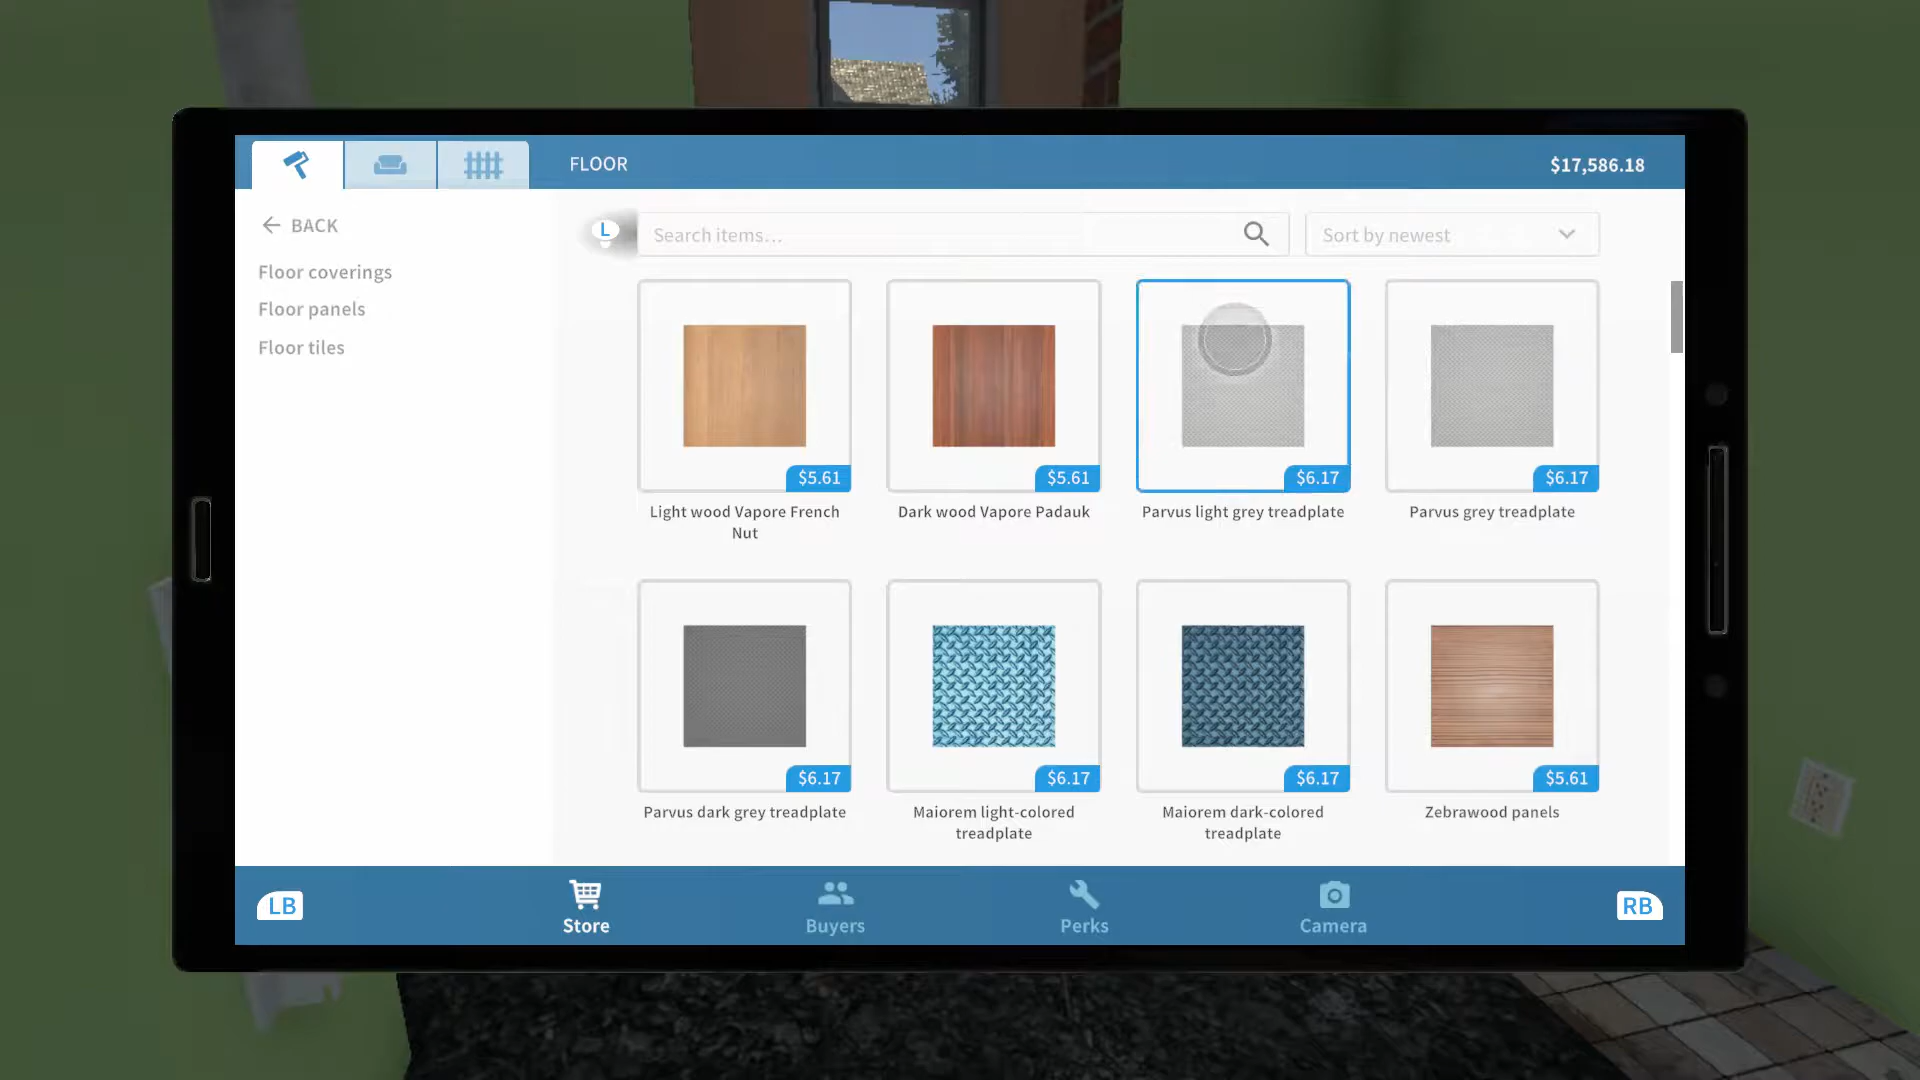 FLOOR
$17,586.18
BACK
Floor coverings
Floor panels
Floor tiles
L
Search items...
Sort by newest
$5.61
$5.61
$6.17
$6.17
Light wood Vapore French
Nut
Dark wood Vapore Padauk
Parvus light grey treadplate
Parvus grey treadplate
$6.17
$6.17
$6.17
$5.61
Parvus dark grey treadplate
Maiorem light-colored
treadplate
Maiorem dark-colored
treadplate
Zebrawood panels
LB
Store
Buyers
Perks
Camera
RB